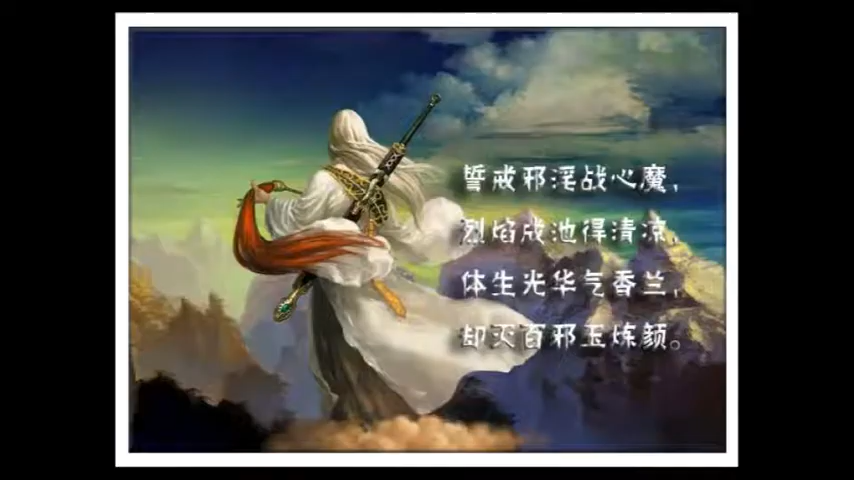 誓戒邪淫战心魔，
烈焰成池得清凉，
体生光华气香兰，
却灭百邪玉炼颜。